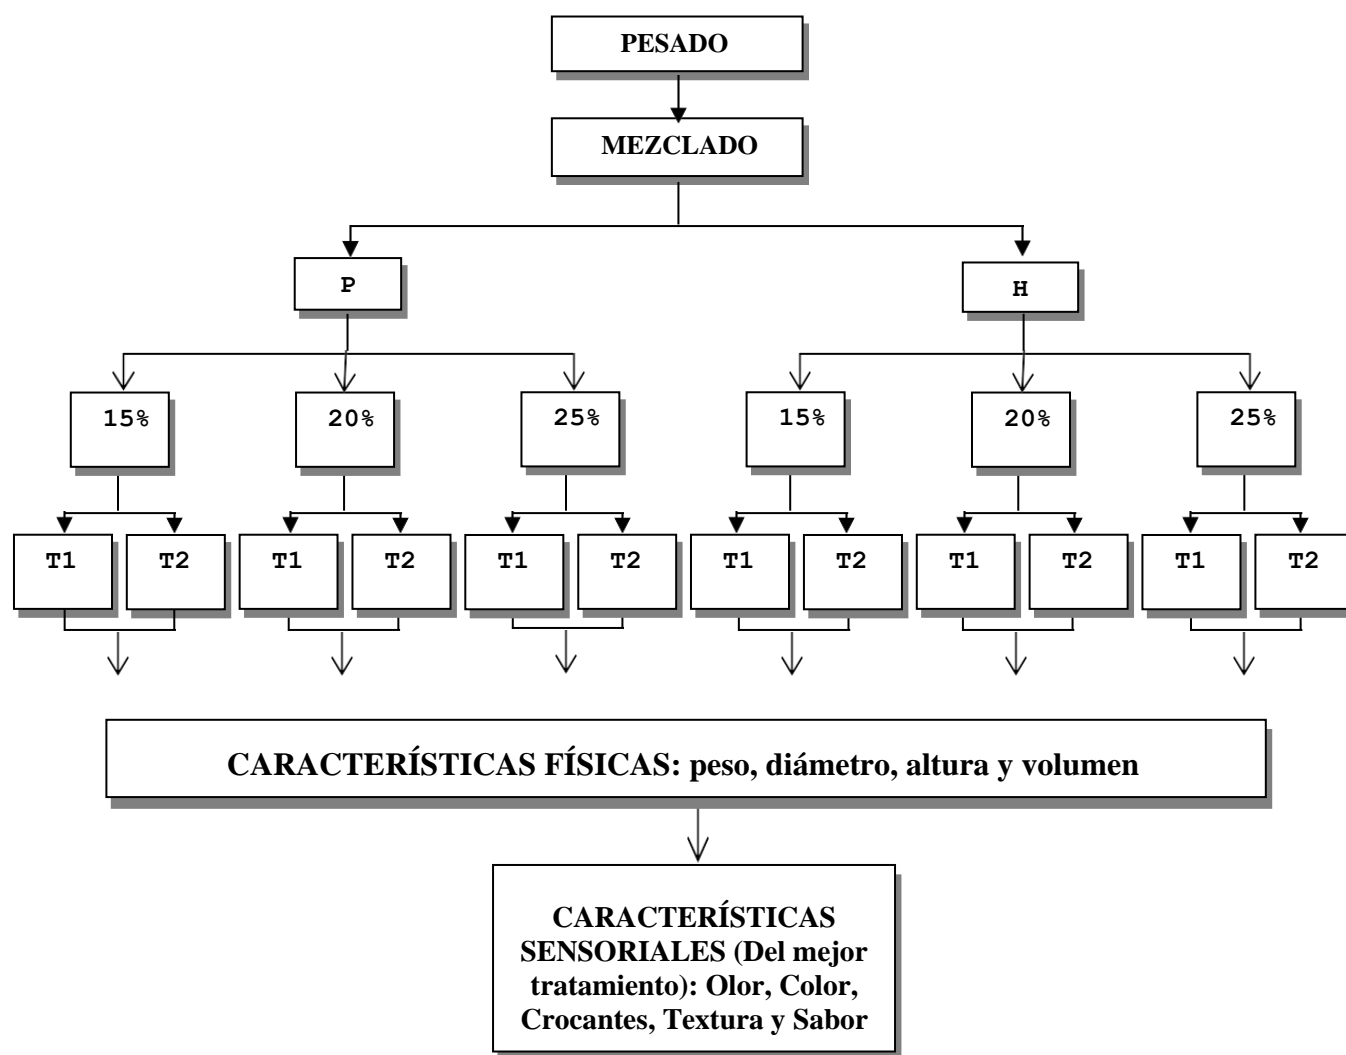 PESADO
MEZCLADO
P
H
15%
20%
25%
15%
20%
25%
T1
T2
T1
T2
T1
T2
T1
T2
T1
T2
T1
T2
CARACTERÍSTICAS FÍSICAS: peso, diámetro, altura y volumen
CARACTERÍSTICAS
SENSORIALES (Del mejor
tratamiento): Olor, Color,
Crocantes, Textura y Sabor